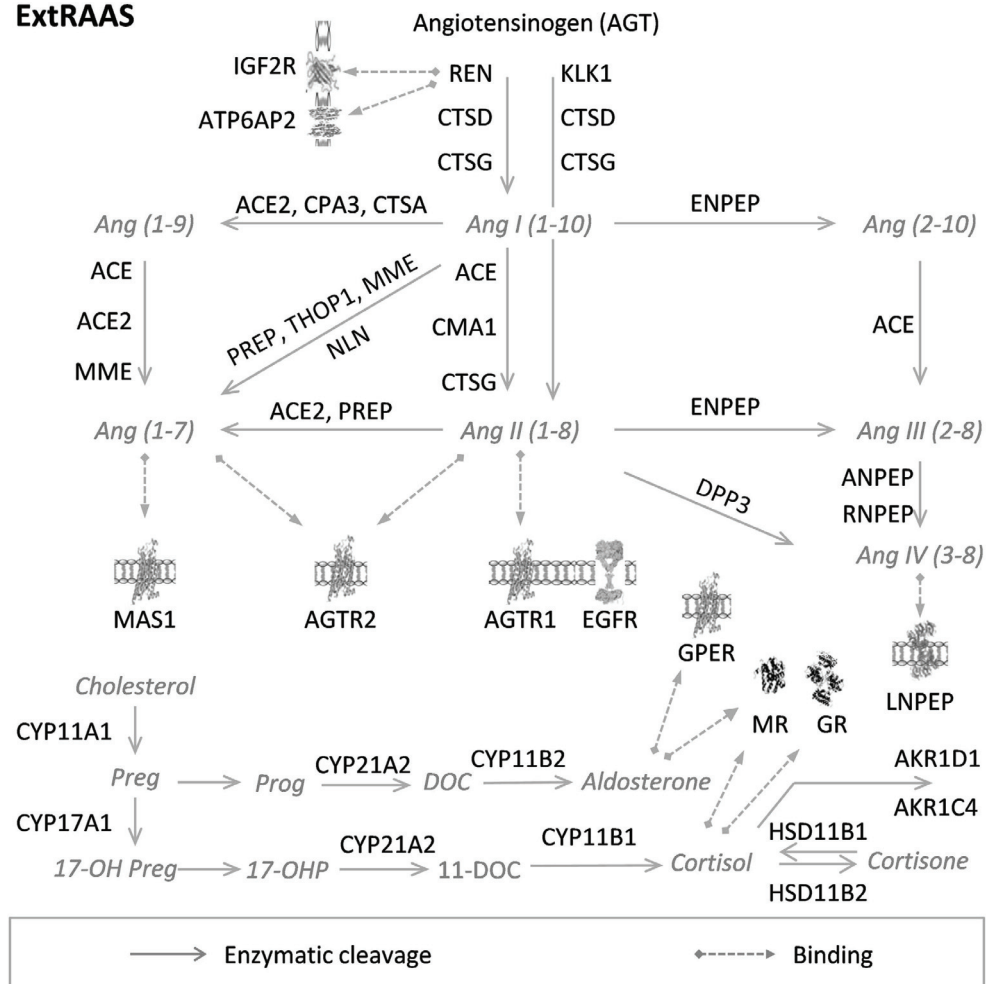 ExtRAAS
Angiotensinogen (AGT)
IGF2R
REN
KLK1
ATP6AP2
CTSD
CTSD
CTSG
CTSG
Ang (1-9)
ACE2, CPA3, CTSA
Ang I (1-10)
ENPEP
Ang (2-10)
ACE
ACE2
MME
PREP, THOP1, MME
NLN
ACE
CMA1
CTSG
ACE
Ang (1-7)
ACE2, PREP
Ang II (1-8)
ENPEP
Ang III (2-8)
DPP3
ANPEP
RNPEP
Ang IV (3-8)
MAS1
AGTR2
AGTR1
EGFR
GPER
MR
GR
LNPEP
Cholesterol
CYP11A1
Preg
Prog
CYP21A2
DOC
CYP11B2
Aldosterone
AKR1D1
AKR1C4
CYP17A1
17-OH Preg
17-OHP
CYP21A2
11-DOC
CYP11B1
Cortisol
HSD11B1
HSD11B2
Cortisone
Enzymatic cleavage
Binding